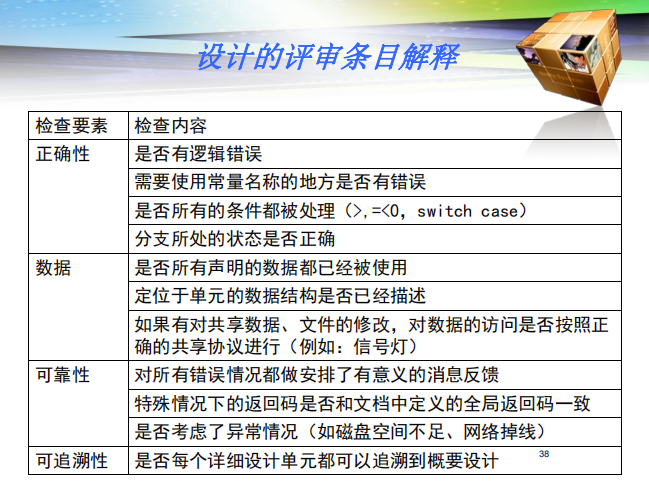 设计的评审条目解释
检查要素 检查内容
正确性 是否有逻辑错误
需要使用常量名称的地方是否有错误
是否所有的条件都被处理（>,=<0，switch case）
分支所处的状态是否正确
数据 是否所有声明的数据都已经被使用
定位于单元的数据结构是否已经描述
如果有对共享数据、文件的修改，对数据的访问是否按照正
确的共享协议进行（例如：信号灯）
可靠性 对所有错误情况都做安排了有意义的消息反馈
特殊情况下的返回码是否和文档中定义的全局返回码一致
是否考虑了异常情况（如磁盘空间不足、网络掉线）
可追溯性 是否每个详细设计单元都可以追溯到概要设计
38